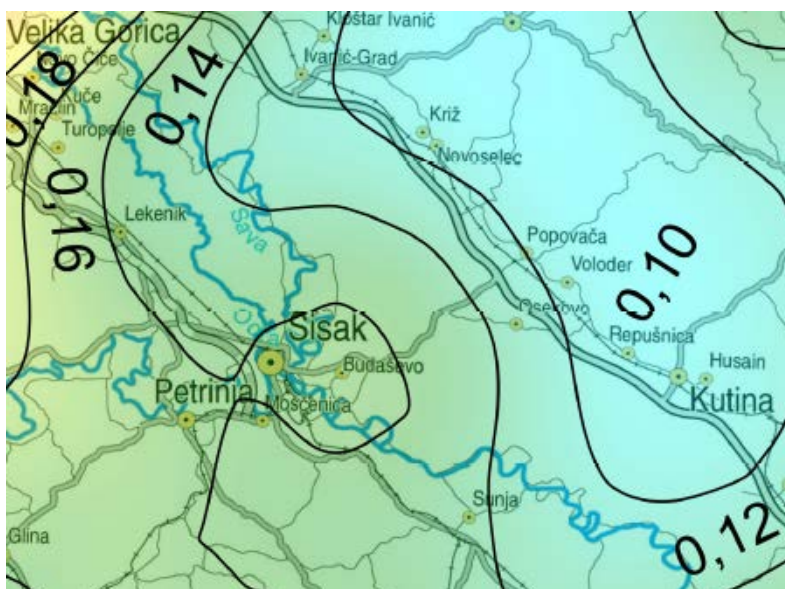 Kloštar Ivanić
Velika Gorica
Novo Čiče
Ivanić-Grad
0,18
0,14
Kuče
Mraclin
Turopolje
Križ
Novoselec
0,16
Lekenik
Sava
Popovača
Voloder
0,10
Osekovo
Odra
Sisak
Repušnica
Husain
Budaševo
Petrinja
Mošćenica
Kutina
Sunja
Glina
0,12